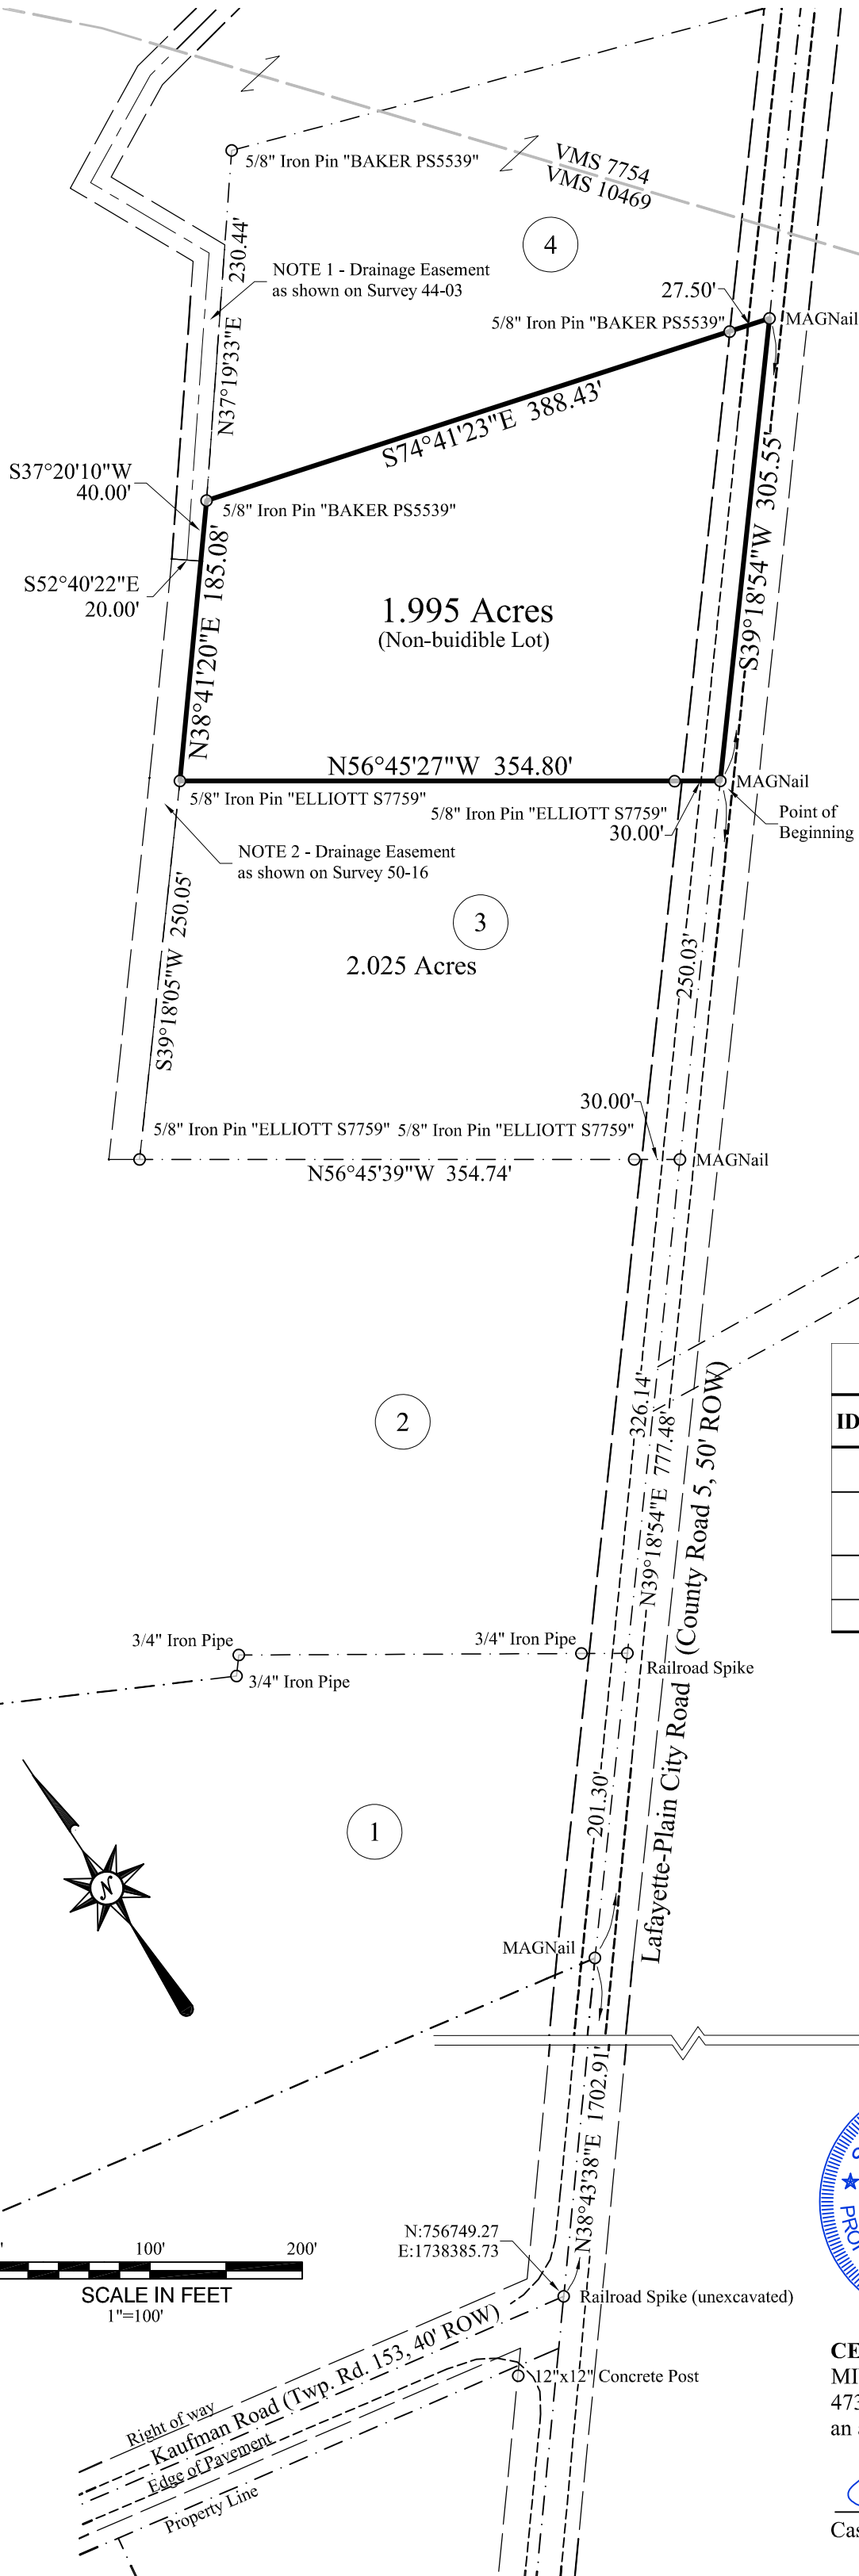 5/8" Iron Pin "BAKER PS5539"
VMS 7754
VMS 10469
230.44'
N37°19'33"E
4
NOTE 1 - Drainage Easement
as shown on Survey 44-03
27.50'
5/8" Iron Pin "BAKER PS5539"
MAGNail
S74°41'23"E 388.43'
S37°20'10"W
40.00'
5/8" Iron Pin "BAKER PS5539"
S39°18'54"W 305.55'
S52°40'22"E
20.00'
N38°41'20"E 185.08'
1.995 Acres
(Non-buidible Lot)
N56°45'27"W 354.80'
MAGNail
5/8" Iron Pin "ELLIOTT S7759"
5/8" Iron Pin "ELLIOTT S7759"
30.00'
Point of
Beginning
NOTE 2 - Drainage Easement
as shown on Survey 50-16
S39°18'05"W 250.05'
3
2.025 Acres
250.03'
30.00'
5/8" Iron Pin "ELLIOTT S7759"
5/8" Iron Pin "ELLIOTT S7759"
MAGNail
N56°45'39"W 354.74'
2
326.14'
N39°18'54"E 777.48'
ID
Lafayette-Plain City Road (County Road 5, 50' ROW)
3/4" Iron Pipe
3/4" Iron Pipe
3/4" Iron Pipe
Railroad Spike
1
201.30'
N
MAGNail
N38°43'38"E 1702.91'
N:756749.27
E:1738385.73
Railroad Spike (unexcavated)
' 100' 200'
SCALE IN FEET
1"=100'
12"x12" Concrete Post
Right of way
Kaufman Road (Twp. Rd. 153, 40' ROW)
Edge of Pavement
Property Line
PRO
CE
MI
473
an
Cas